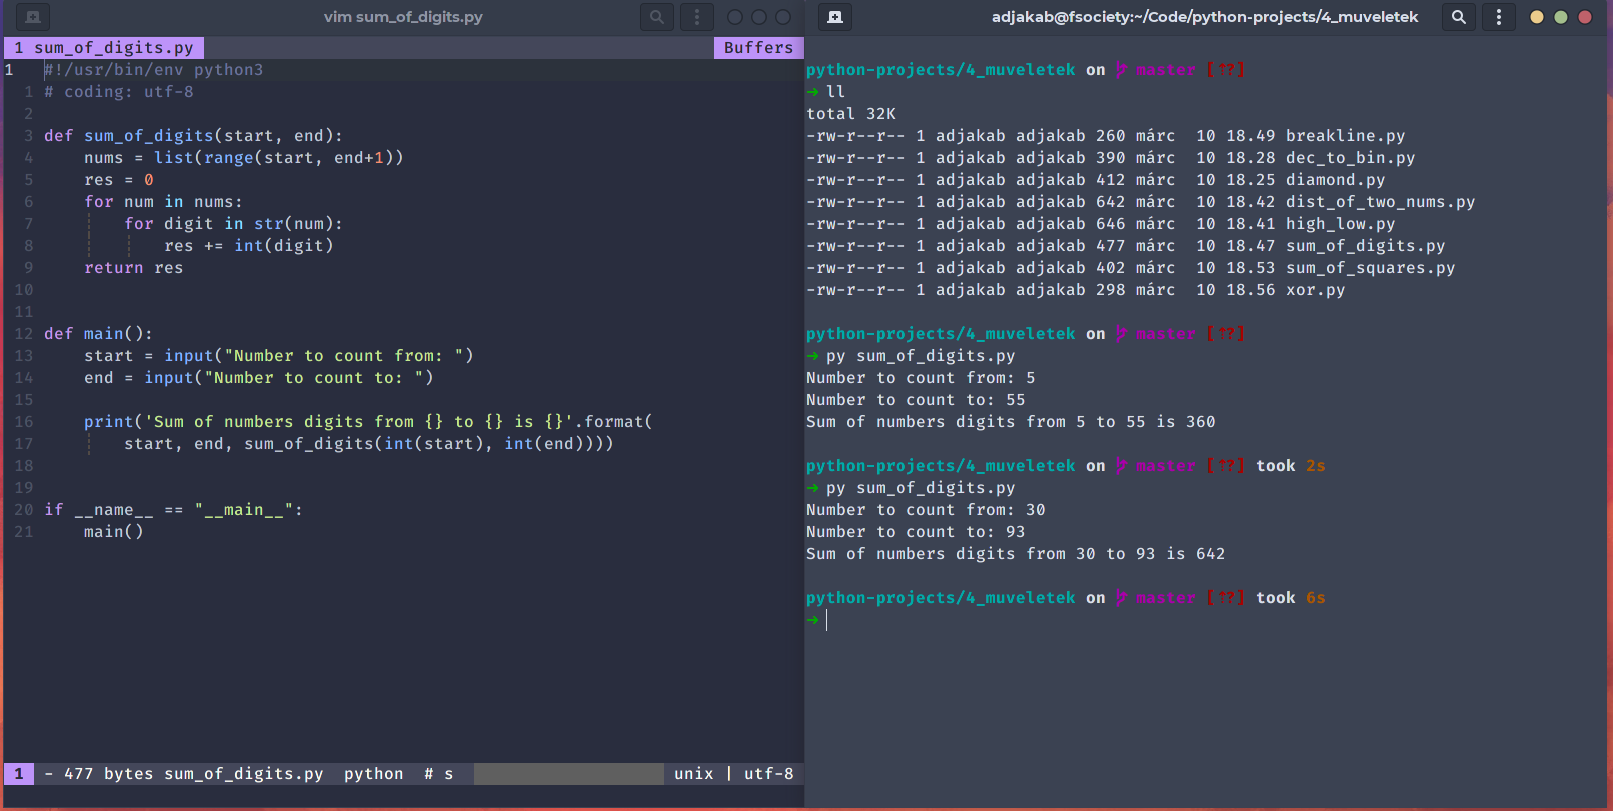 vim sum_of_digits.py
1 sum_of_digits.py Buffers
1 #!/usr/bin/env python3
1 # coding: utf-8
2
3 def sum_of_digits(start, end):
4     nums = list(range(start, end+1))
5     res = 0
6     for num in nums:
7         for digit in str(num):
8             res += int(digit)
9     return res
10
11
12 def main():
13     start = input("Number to count from: ")
14     end = input("Number to count to: ")
15
16     print('Sum of numbers digits from {} to {} is {}'.format(
17         start, end, sum_of_digits(int(start), int(end))))
18
19
20 if __name__ == "__main__":
21     main()
1 - 477 bytes sum_of_digits.py  python  # s unix | utf-8
adjakab@fsociety:~/Code/python-projects/4_muveletek
python-projects/4_muveletek on master [⇡?]
➜ ll
total 32K
-rw-r--r-- 1 adjakab adjakab 260 márc  10 18.49 breakline.py
-rw-r--r-- 1 adjakab adjakab 390 márc  10 18.28 dec_to_bin.py
-rw-r--r-- 1 adjakab adjakab 412 márc  10 18.25 diamond.py
-rw-r--r-- 1 adjakab adjakab 642 márc  10 18.42 dist_of_two_nums.py
-rw-r--r-- 1 adjakab adjakab 646 márc  10 18.41 high_low.py
-rw-r--r-- 1 adjakab adjakab 477 márc  10 18.47 sum_of_digits.py
-rw-r--r-- 1 adjakab adjakab 402 márc  10 18.53 sum_of_squares.py
-rw-r--r-- 1 adjakab adjakab 298 márc  10 18.56 xor.py
python-projects/4_muveletek on master [⇡?]
➜ py sum_of_digits.py
Number to count from: 5
Number to count to: 55
Sum of numbers digits from 5 to 55 is 360
python-projects/4_muveletek on master [⇡?] took 2s
➜ py sum_of_digits.py
Number to count from: 30
Number to count to: 93
Sum of numbers digits from 30 to 93 is 642
python-projects/4_muveletek on master [⇡?] took 6s
➜